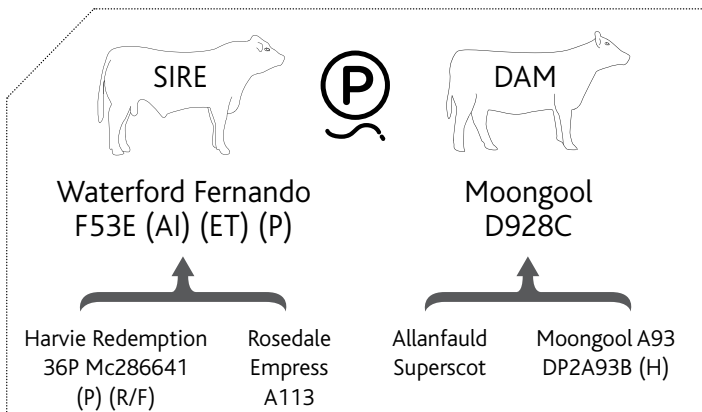 SIRE
P
DAM
Waterford Fernando
F53E (AI) (ET) (P)
Moongool
D928C
Harvie Redemption
36P Mc286641
(P) (R/F)
Rosedale
Empress
A113
Allanfauld
Superscot
Moongool A93
DP2A93B (H)